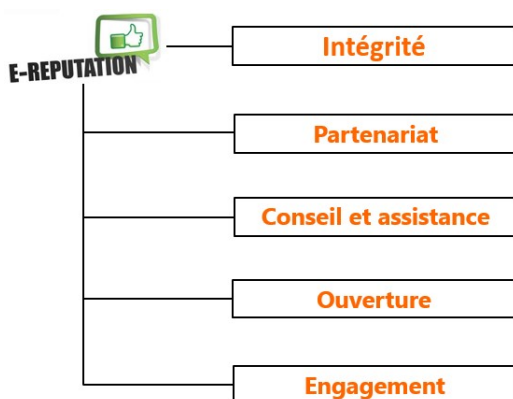 E-REPUTATION
Intégrité
Partenariat
Conseil et assistance
Ouverture
Engagement